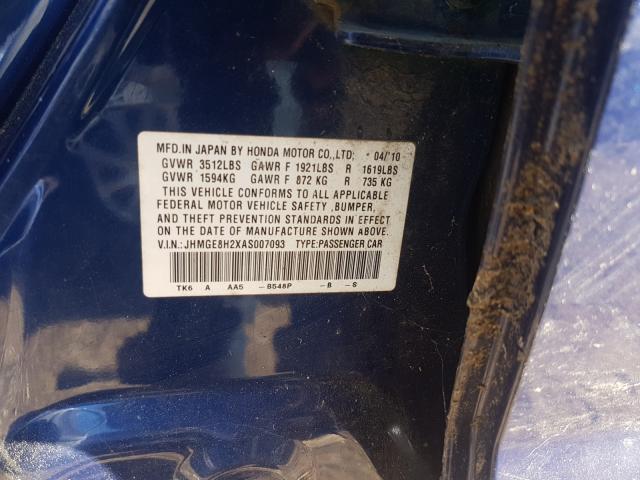 MFD.IN JAPAN BY HONDA MOTOR CO.,LTD; 04/'10
GVWR 3512LBS GAWR F 1921LBS R 1619LBS
GVWR 1594KG GAWR F 872 KG R 735 KG
THIS VEHICLE CONFORMS TO ALL APPLICABLE
FEDERAL MOTOR VEHICLE SAFETY ,BUMPER,
AND THEFT PREVENTION STANDARDS IN EFFECT
ON THE DATE OF MANUFACTURE SHOWN ABOVE.
V.I.N.: JHMGE8H2XAS007093 TYPE:PASSENGER CAR
TK6 A AA5 -B548P -B -S